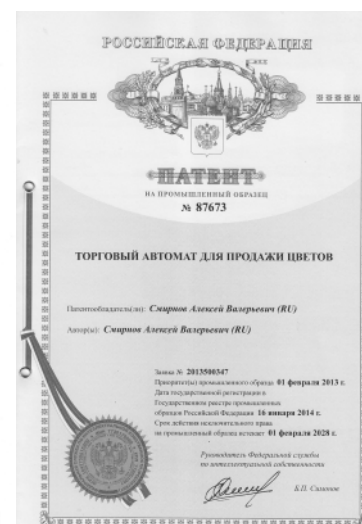 РОССИЙСКАЯ ФЕДЕРАЦИЯ
ПАТЕНТ
НА ПРОМЫШЛЕННЫЙ ОБРАЗЕЦ
№ 87673
ТОРГОВЫЙ АВТОМАТ ДЛЯ ПРОДАЖИ ЦВЕТОВ
Патентообладатель(ли): Смирнов Алексей Валерьевич (RU)
Автор(ы): Смирнов Алексей Валерьевич (RU)
Заявка № 2013500347
Приоритет(ы) промышленного образца 01 февраля 2013 г.
Дата государственной регистрации в
Государственном реестре промышленных
образцов Российской Федерации 16 января 2014 г.
Срок действия исключительного права
на промышленный образец истекает 01 февраля 2028 г.
Руководитель Федеральной службы
по интеллектуальной собственности
Б.П. Симонов